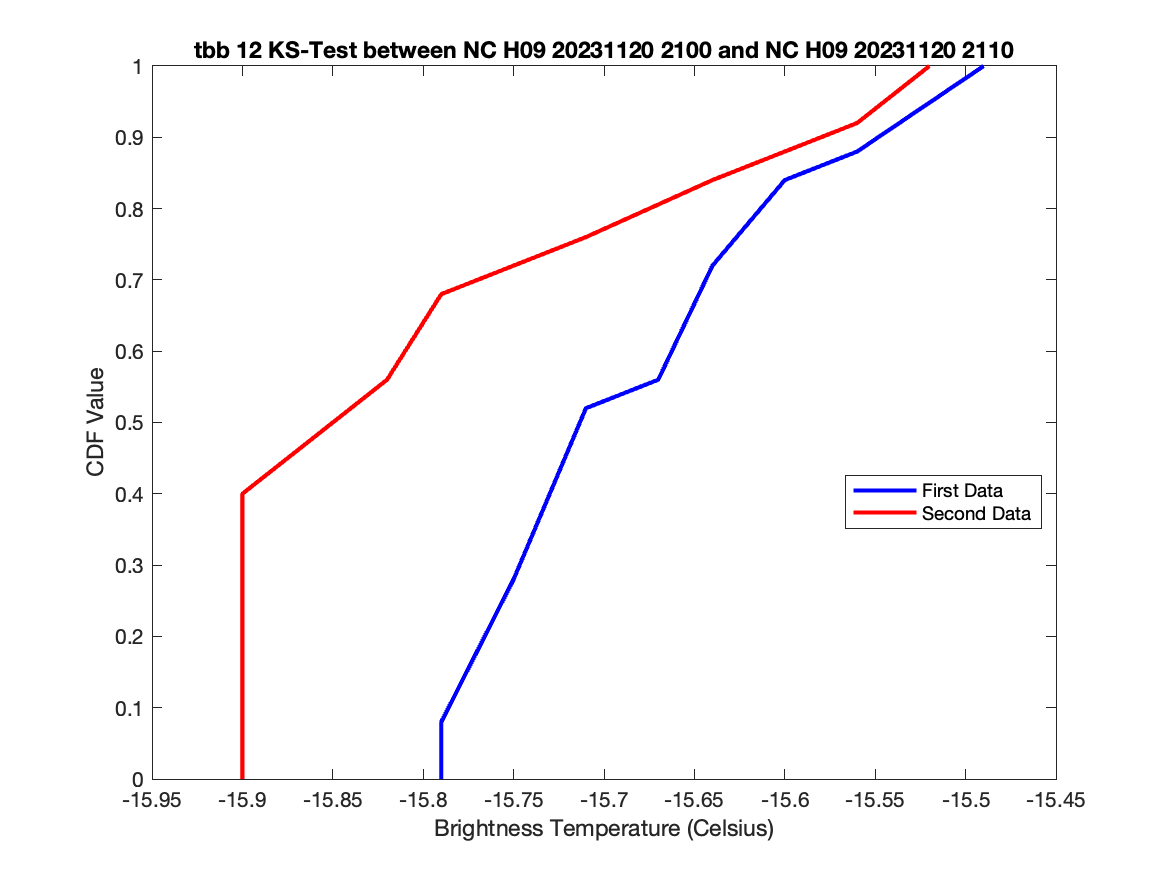 tbb 12 KS-Test between NC H09 20231120 2100 and NC H09 20231120 2110
1
0.9
0.8
0.7
0.6
0.5
0.4
0.3
0.2
0.1
0
CDF Value
First Data
Second Data
-15.95 -15.9 -15.85 -15.8 -15.75 -15.7 -15.65 -15.6 -15.55 -15.5 -15.45
Brightness Temperature (Celsius)